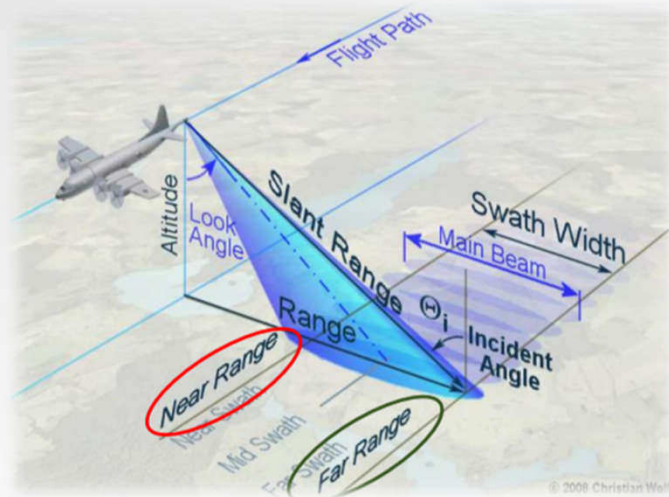 Flight Path
Altitude
Look
Angle
Slant Range
Swath Width
Main Beam
Range
Θi
Incident
Angle
Near Range
Near Swath
Mid Swath
Far Swath
Far Range
© 2008 Christian